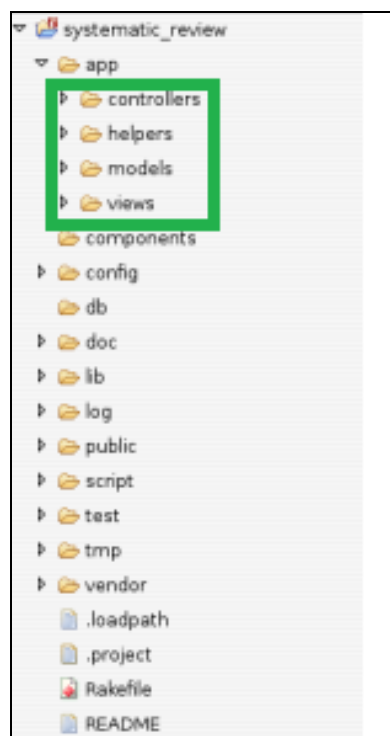 systematic_review
app
controllers
helpers
models
views
components
config
db
doc
lib
log
public
script
test
tmp
vendor
.loadpath
.project
Rakefile
README